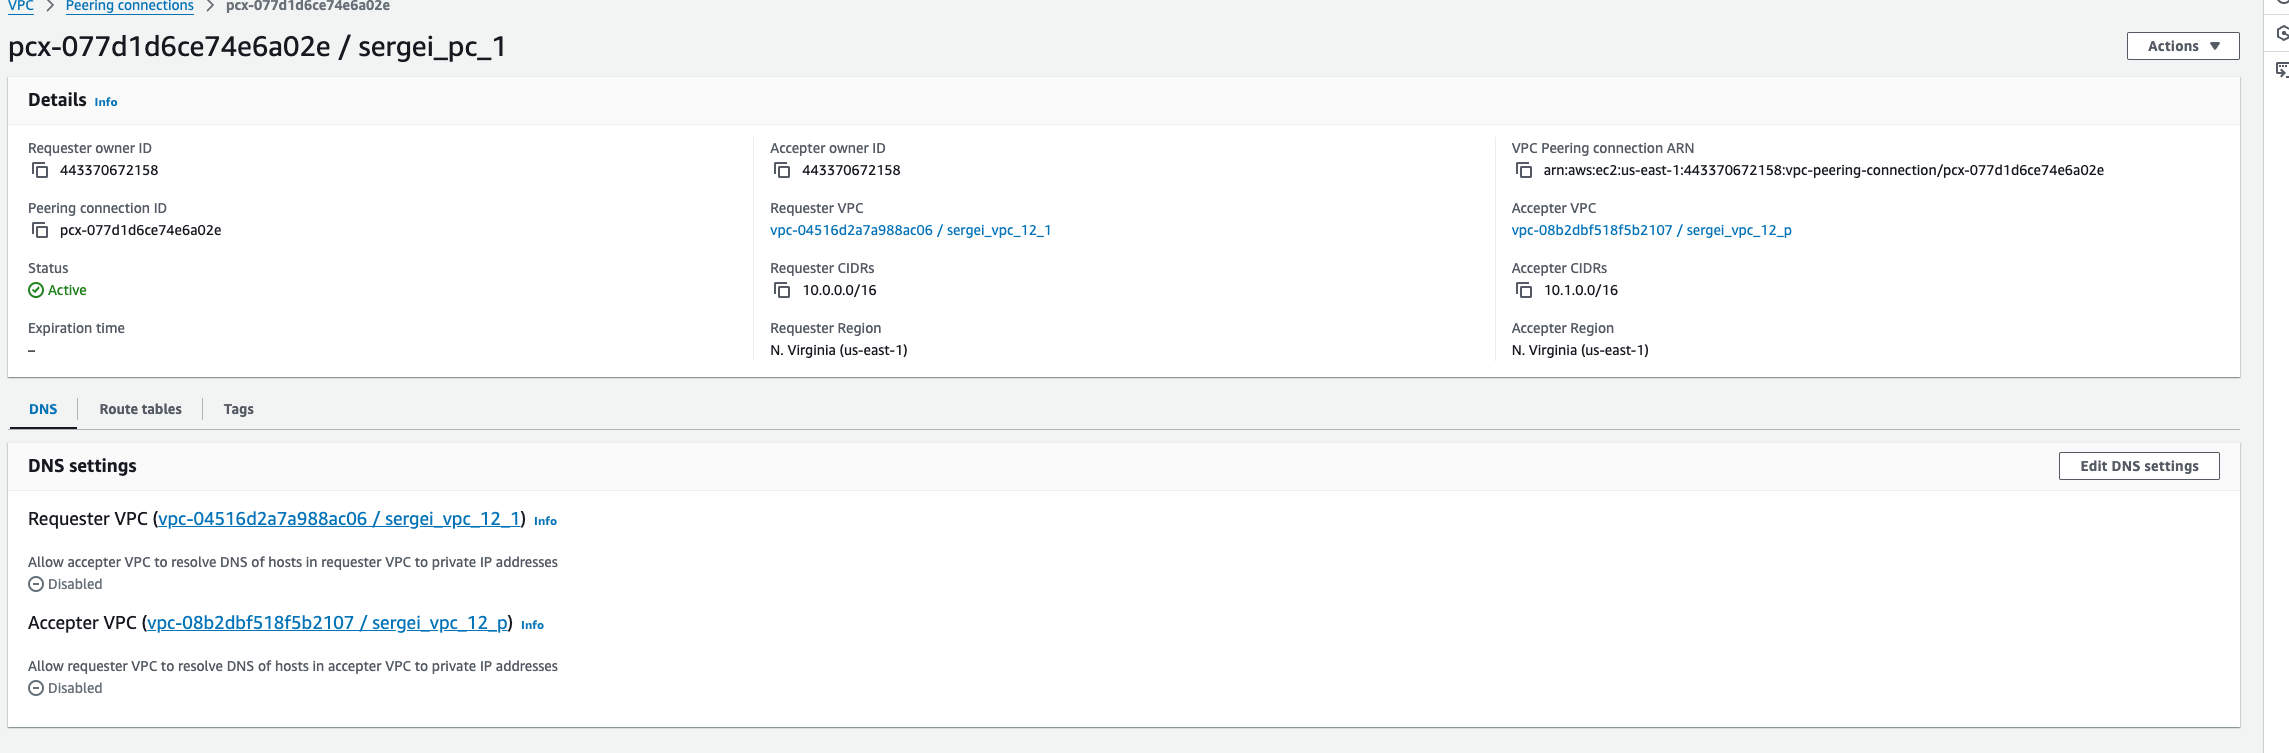 VPC > Peering connections > pcx-077d1d6ce74e6a02e
pcx-077d1d6ce74e6a02e / sergei_pc_1
Actions
Details Info
Requester owner ID
443370672158
Accepter owner ID
443370672158
VPC Peering connection ARN
arn:aws:ec2:us-east-1:443370672158:vpc-peering-connection/pcx-077d1d6ce74e6a02e
Peering connection ID
pcx-077d1d6ce74e6a02e
Requester VPC
vpc-04516d2a7a988ac06 / sergei_vpc_12_1
Accepter VPC
vpc-08b2dbf518f5b2107 / sergei_vpc_12_p
Status
Active
Requester CIDRs
10.0.0.0/16
Accepter CIDRs
10.1.0.0/16
Expiration time
–
Requester Region
N. Virginia (us-east-1)
Accepter Region
N. Virginia (us-east-1)
DNS
Route tables
Tags
DNS settings
Edit DNS settings
Requester VPC (vpc-04516d2a7a988ac06 / sergei_vpc_12_1) Info
Allow accepter VPC to resolve DNS of hosts in requester VPC to private IP addresses
Disabled
Accepter VPC (vpc-08b2dbf518f5b2107 / sergei_vpc_12_p) Info
Allow requester VPC to resolve DNS of hosts in accepter VPC to private IP addresses
Disabled